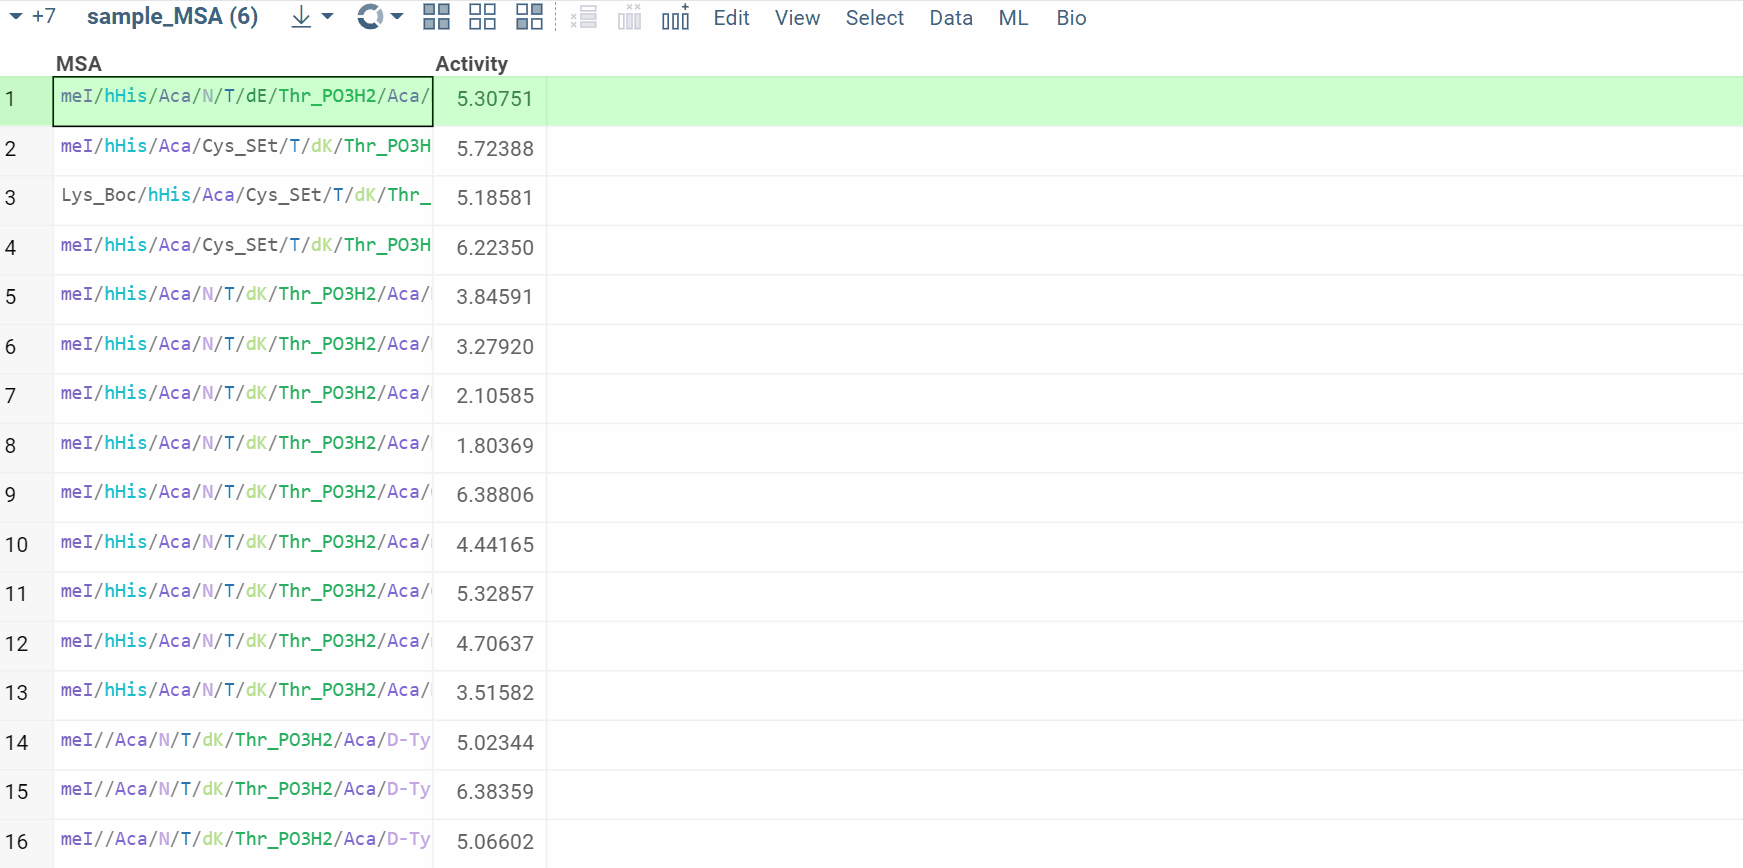 +7 sample_MSA (6) Edit View Select Data ML Bio
MSA Activity
1 meI/hHis/Aca/N/T/dE/Thr_PO3H2/Aca/ 5.30751
2 meI/hHis/Aca/Cys_SEt/T/dK/Thr_PO3H 5.72388
3 Lys_Boc/hHis/Aca/Cys_SEt/T/dK/Thr_ 5.18581
4 meI/hHis/Aca/Cys_SEt/T/dK/Thr_PO3H 6.22350
5 meI/hHis/Aca/N/T/dK/Thr_PO3H2/Aca/ 3.84591
6 meI/hHis/Aca/N/T/dK/Thr_PO3H2/Aca/ 3.27920
7 meI/hHis/Aca/N/T/dK/Thr_PO3H2/Aca/ 2.10585
8 meI/hHis/Aca/N/T/dK/Thr_PO3H2/Aca/ 1.80369
9 meI/hHis/Aca/N/T/dK/Thr_PO3H2/Aca/ 6.38806
10 meI/hHis/Aca/N/T/dK/Thr_PO3H2/Aca/ 4.44165
11 meI/hHis/Aca/N/T/dK/Thr_PO3H2/Aca/ 5.32857
12 meI/hHis/Aca/N/T/dK/Thr_PO3H2/Aca/ 4.70637
13 meI/hHis/Aca/N/T/dK/Thr_PO3H2/Aca/ 3.51582
14 meI//Aca/N/T/dK/Thr_PO3H2/Aca/D-Ty 5.02344
15 meI//Aca/N/T/dK/Thr_PO3H2/Aca/D-Ty 6.38359
16 meI//Aca/N/T/dK/Thr_PO3H2/Aca/D-Ty 5.06602